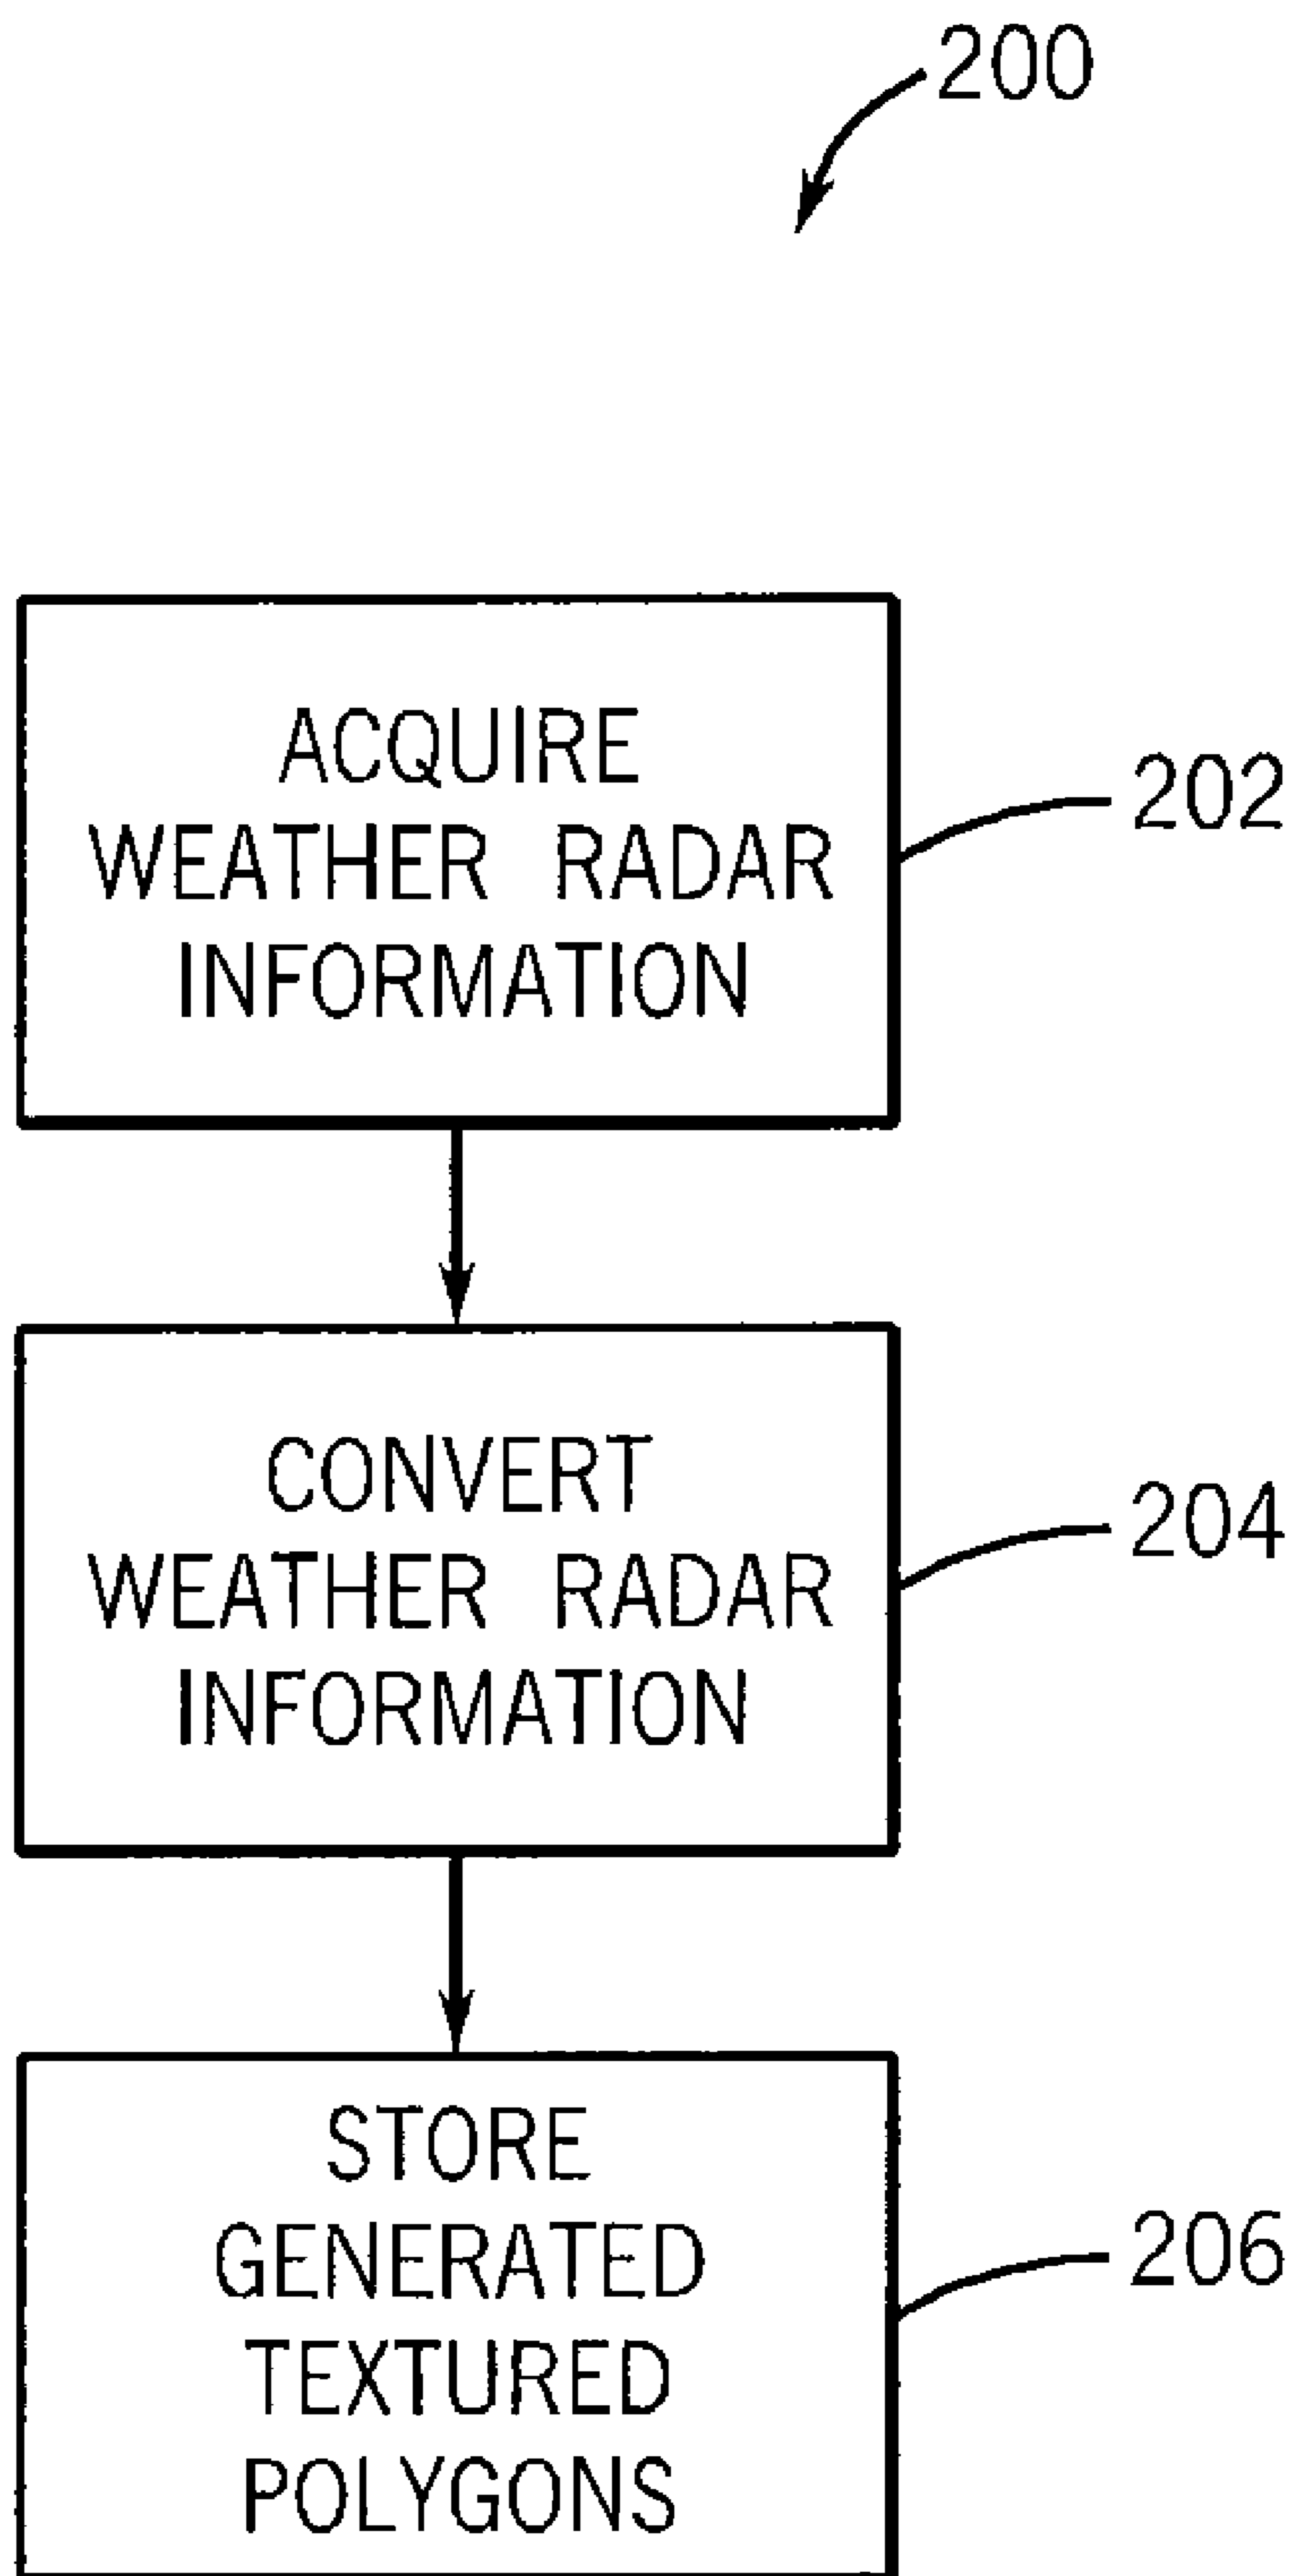 200
ACQUIRE
WEATHER RADAR
INFORMATION
202
CONVERT
WEATHER RADAR
INFORMATION
204
STORE
GENERATED
TEXTURED
POLYGONS
206